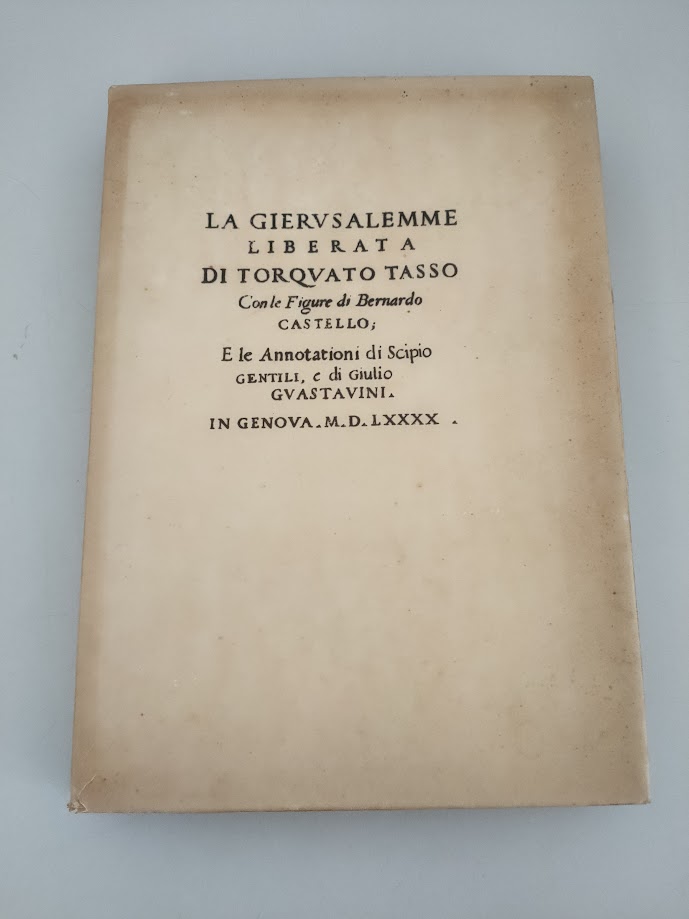 LA GIERVSALEMME
LIBERATA
DI TORQVATO TASSO
Con le Figure di Bernardo
CASTELLO;
E le Annotationi di Scipio
GENTILI, e di Giulio
GVASTAVINI.
IN GENOVA.M.D.LXXXX .